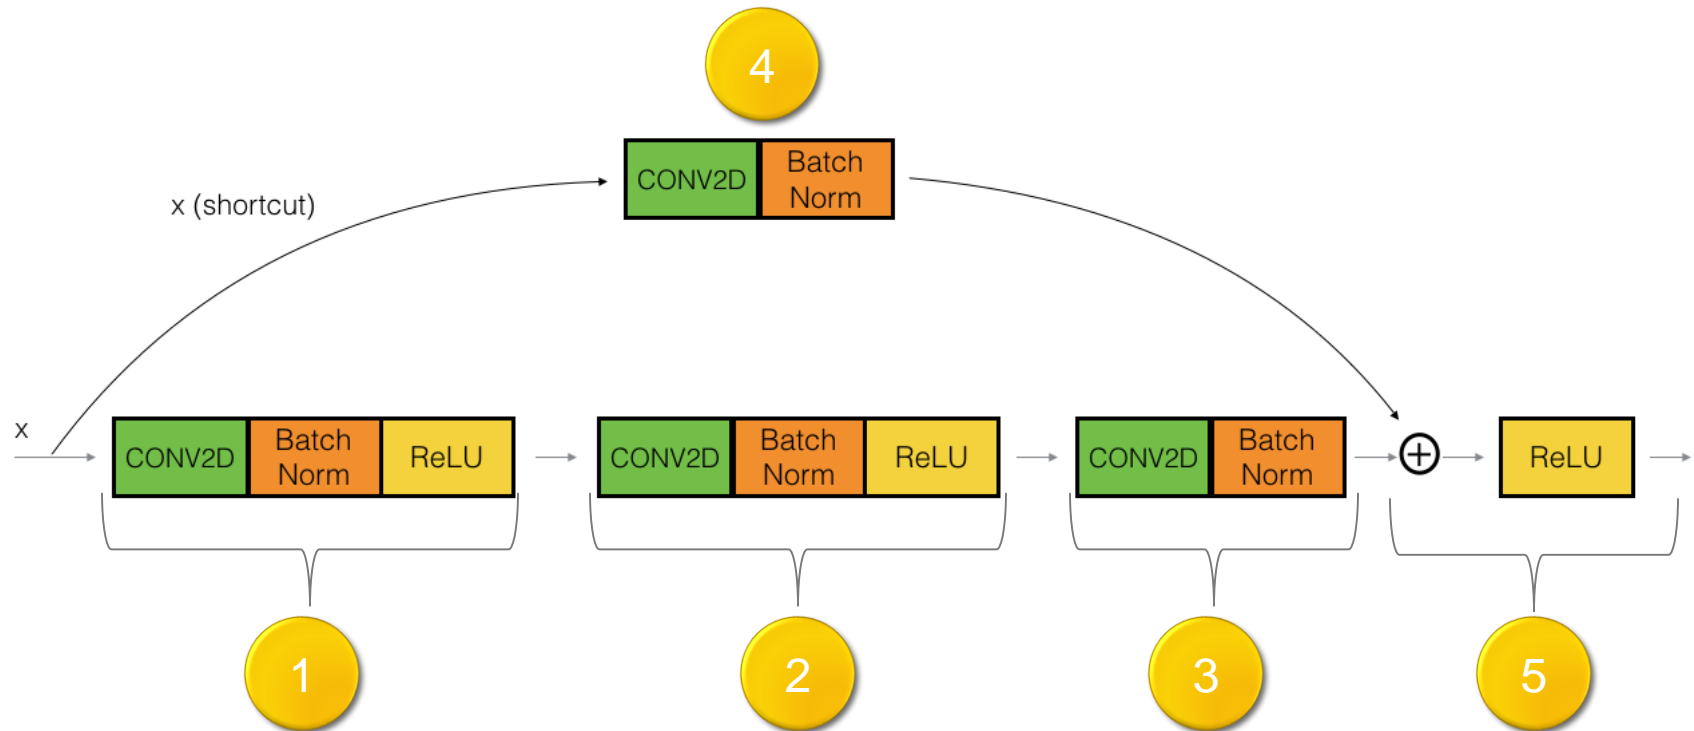 4
CONV2D
Batch
Norm
x (shortcut)
x
CONV2D
Batch
Norm
ReLU
CONV2D
Batch
Norm
ReLU
CONV2D
Batch
Norm
ReLU
1
2
3
5